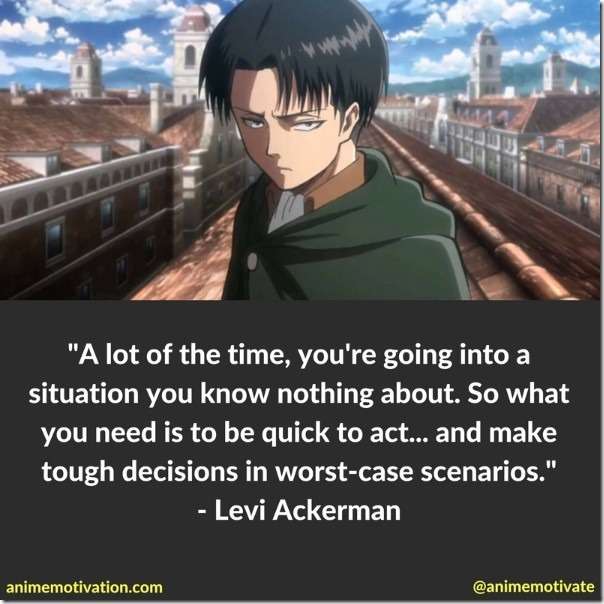 "A lot of the time, you're going into a
situation you know nothing about. So what
you need is to be quick to act... and make
tough decisions in worst-case scenarios."
- Levi Ackerman
animemotivation.com
@animemotivate